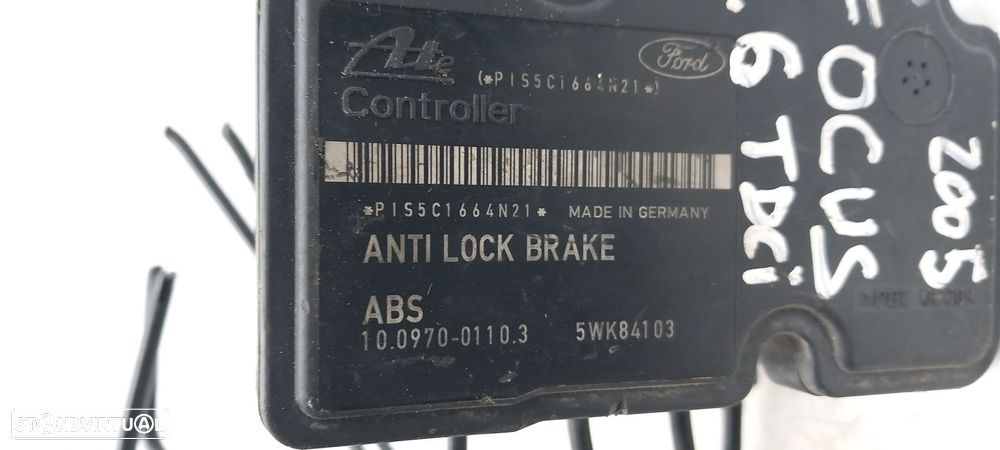 Ate
(*PIS5C1664N21*)
Ford
Controller
*PIS5C1664N21* MADE IN GERMANY
ANTI LOCK BRAKE
ABS
10.0970-0110.3 5WK84103
FOCUS
.6 TDCi
2005
STANDVIRTUAL